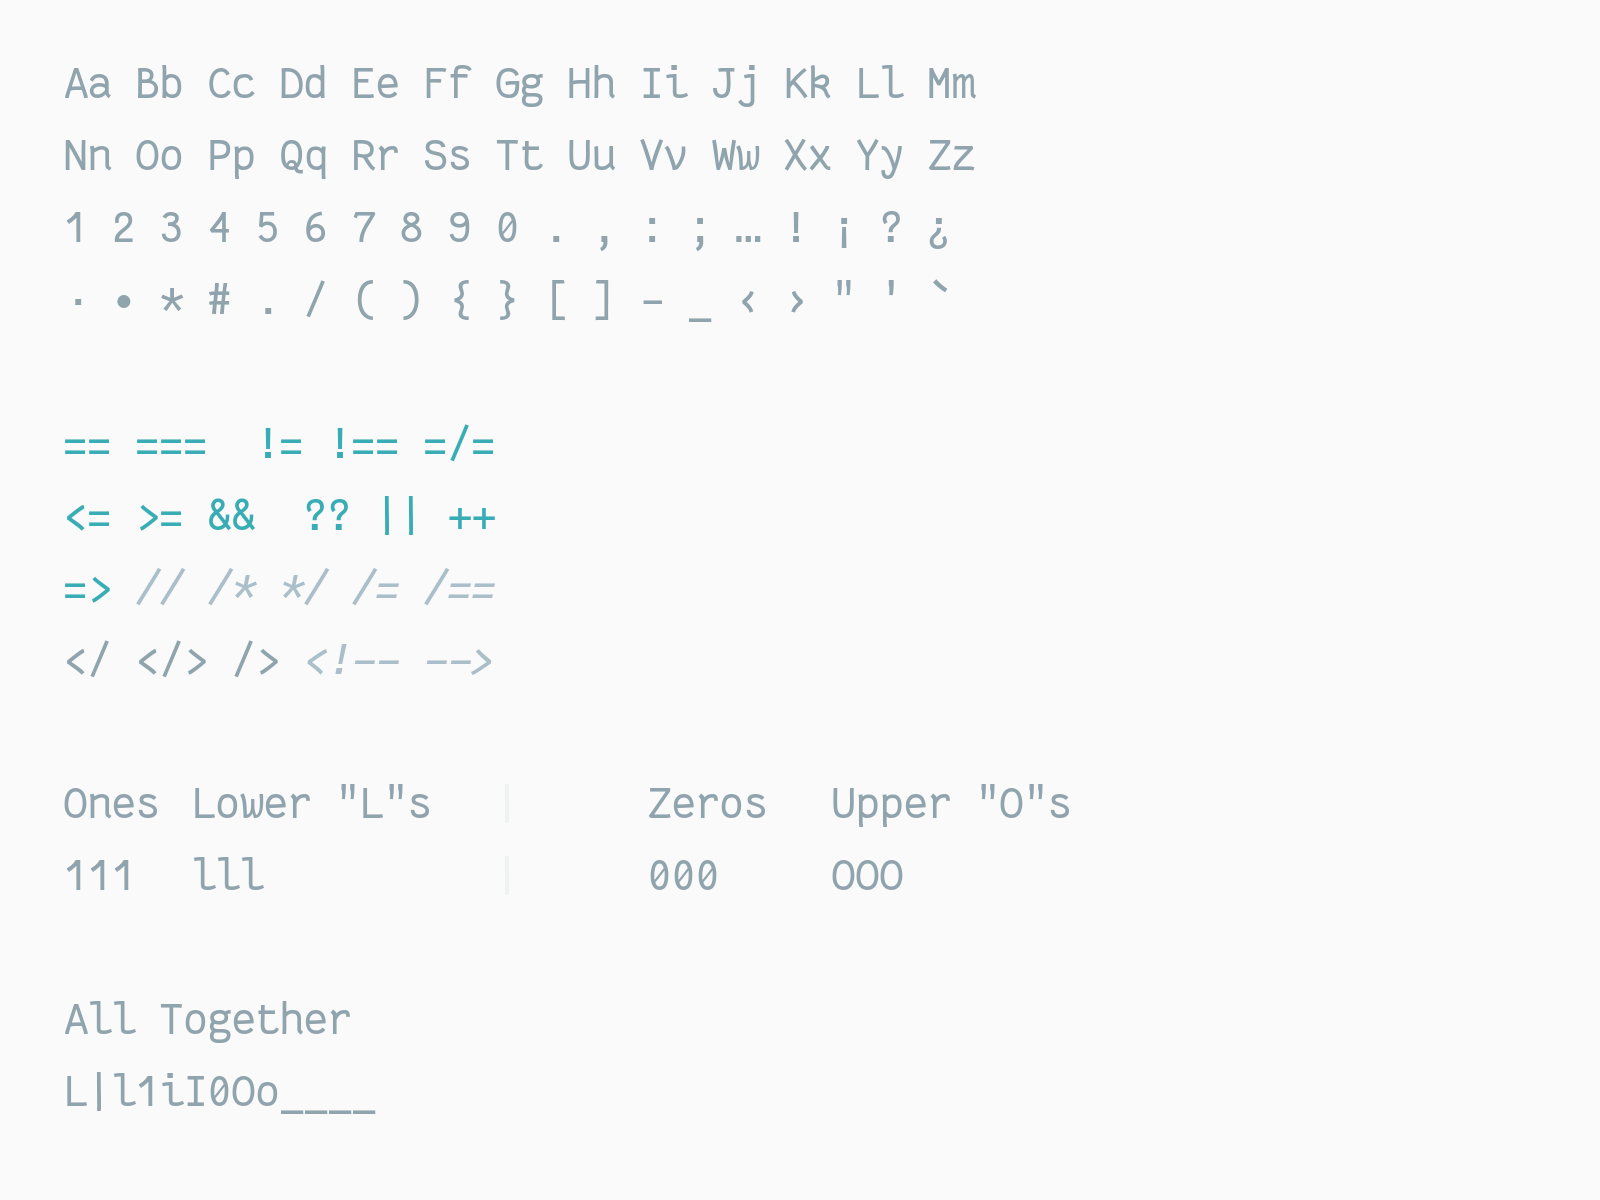 Aa Bb Cc Dd Ee Ff Gg Hh Ii Jj Kk Ll Mm
Nn Oo Pp Qq Rr Ss Tt Uu Vv Ww Xx Yy Zz
1 2 3 4 5 6 7 8 9 0 . , : ; … ! ¡ ? ¿
· • * # . / ( ) { } [ ] – _ ‹ › " ' `
== === != !== =/=
<= >= && ?? || ++
=> // /* */ /= /==
</ </> /> <!-- -->
Ones Lower "L"s | Zeros Upper "O"s
111 lll | 000 OOO
All Together
L|l1iI0Oo____